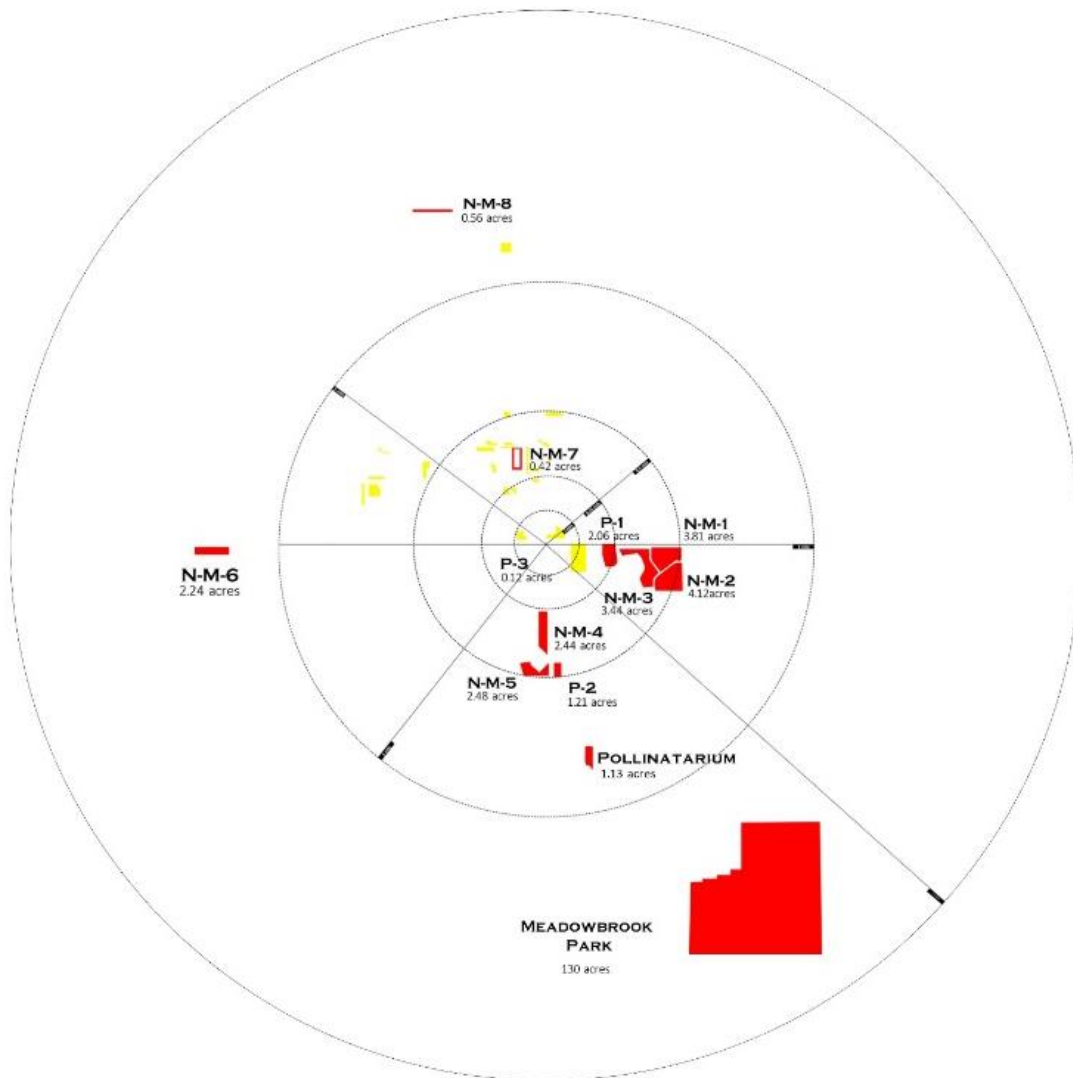 N-M-8
0.56 acres
N-M-7
0.42 acres
P-1
2.06 acres
N-M-1
3.81 acres
P-3
0.12 acres
N-M-6
2.24 acres
N-M-3
3.44 acres
N-M-2
4.12acres
N-M-4
2.44 acres
N-M-5
2.48 acres
P-2
1.21 acres
POLLINATARIUM
1.13 acres
MEADOWBROOK
PARK
130 acres